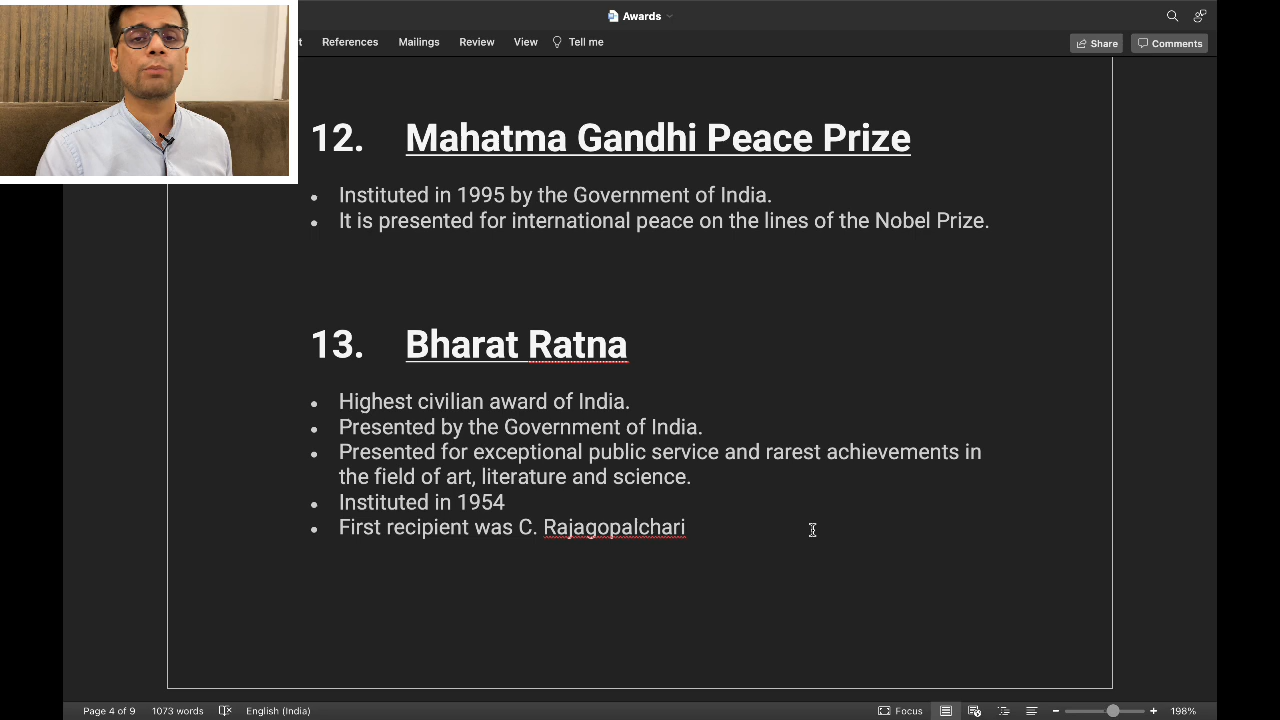 Awards
t References Mailings Review View Tell me
Share Comments
12. Mahatma Gandhi Peace Prize
• Instituted in 1995 by the Government of India.
• It is presented for international peace on the lines of the Nobel Prize.
13. Bharat Ratna
• Highest civilian award of India.
• Presented by the Government of India.
• Presented for exceptional public service and rarest achievements in
the field of art, literature and science.
• Instituted in 1954
• First recipient was C. Rajagopalchari
Page 4 of 9 1073 words English (India) Focus 198%